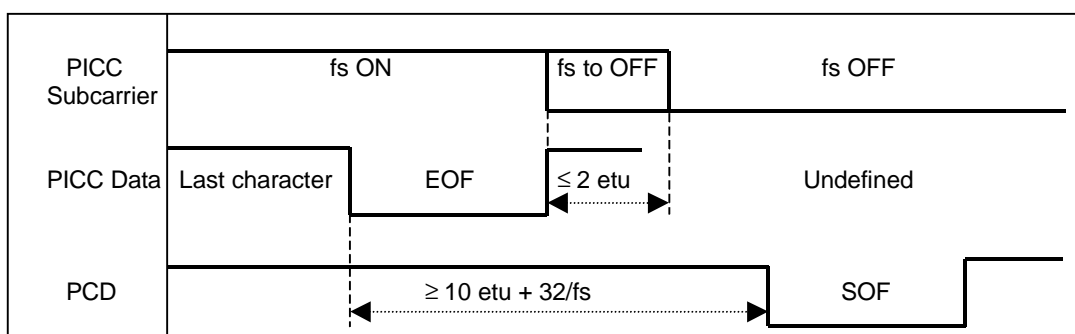 PICC
Subcarrier
fs ON
fs to OFF
fs OFF
PICC Data
Last character
EOF
≤ 2 etu
Undefined
PCD
≥ 10 etu + 32/fs
SOF